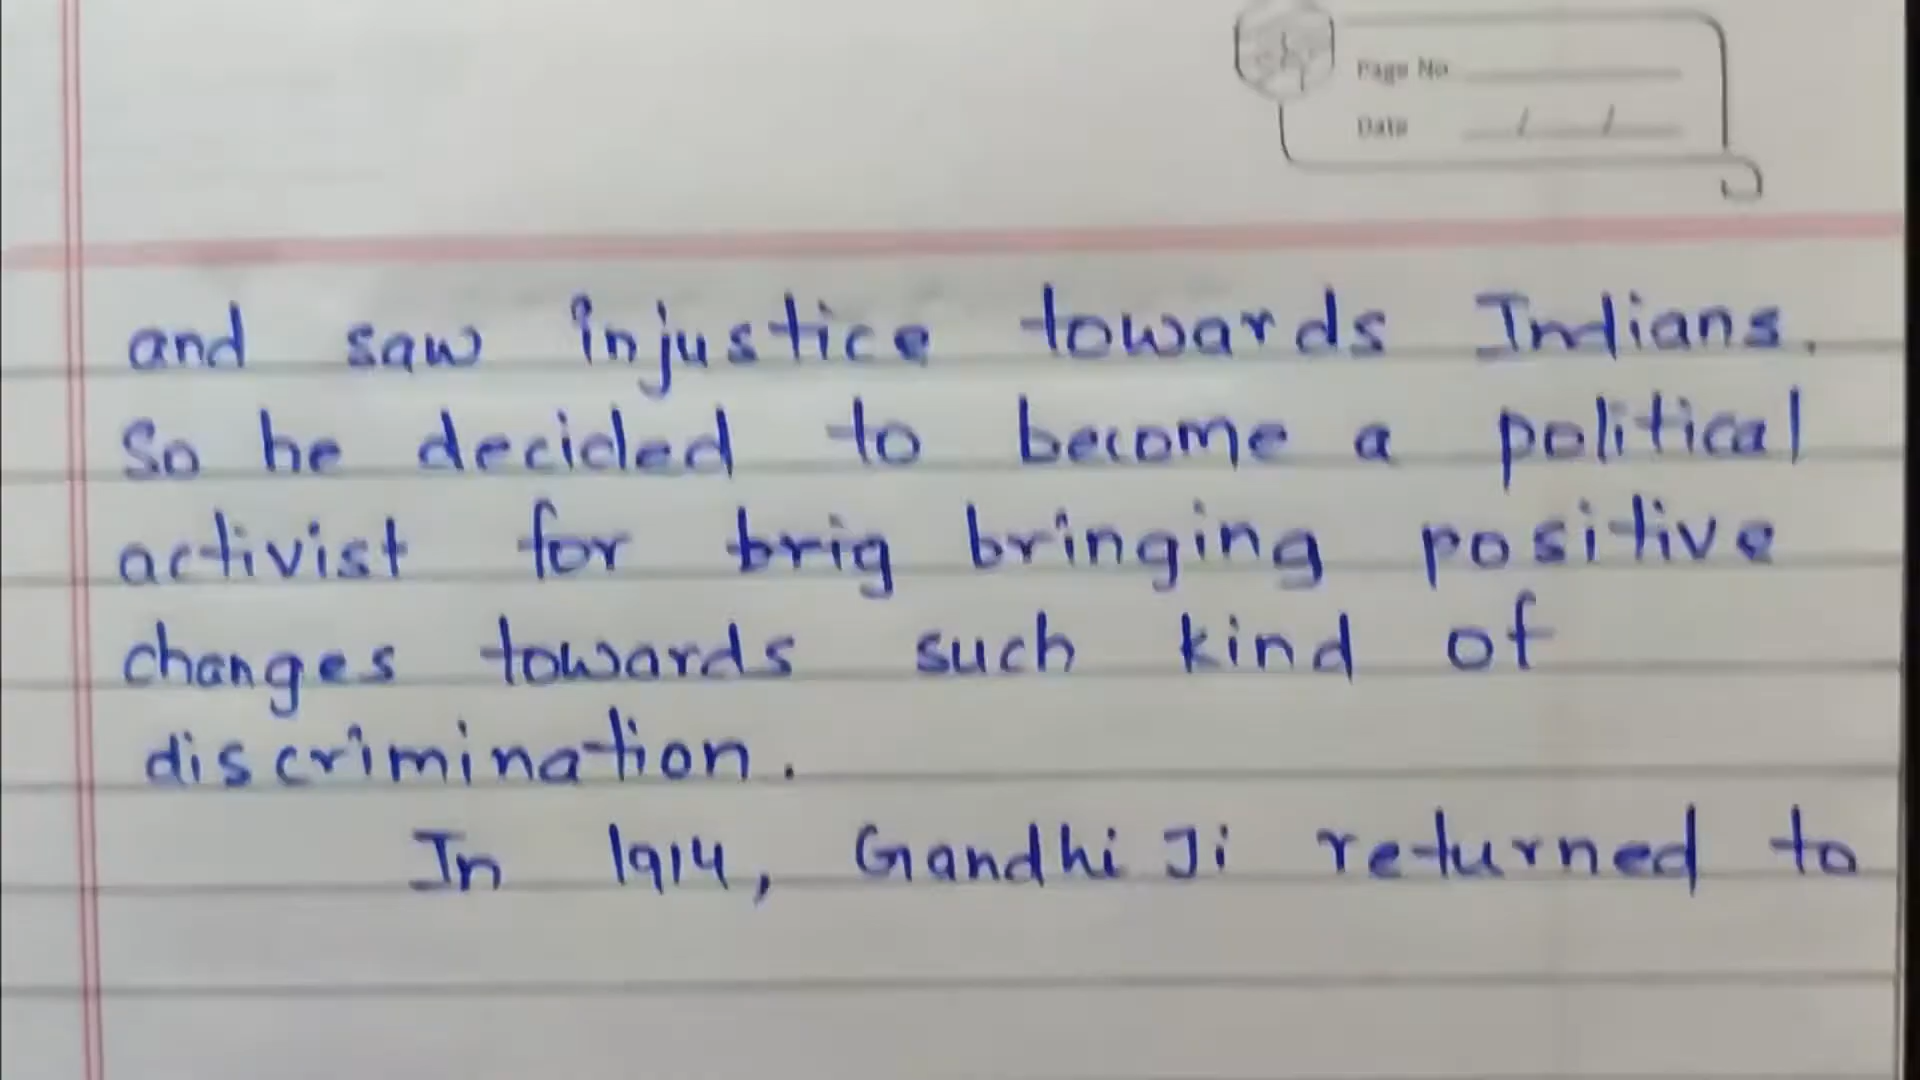 Page No
Date / /
and saw injustice towards Indians.
So he decided to become a political
activist for brig bringing positive
changes towards such kind of
discrimination.
In 1914, Gandhi Ji returned to